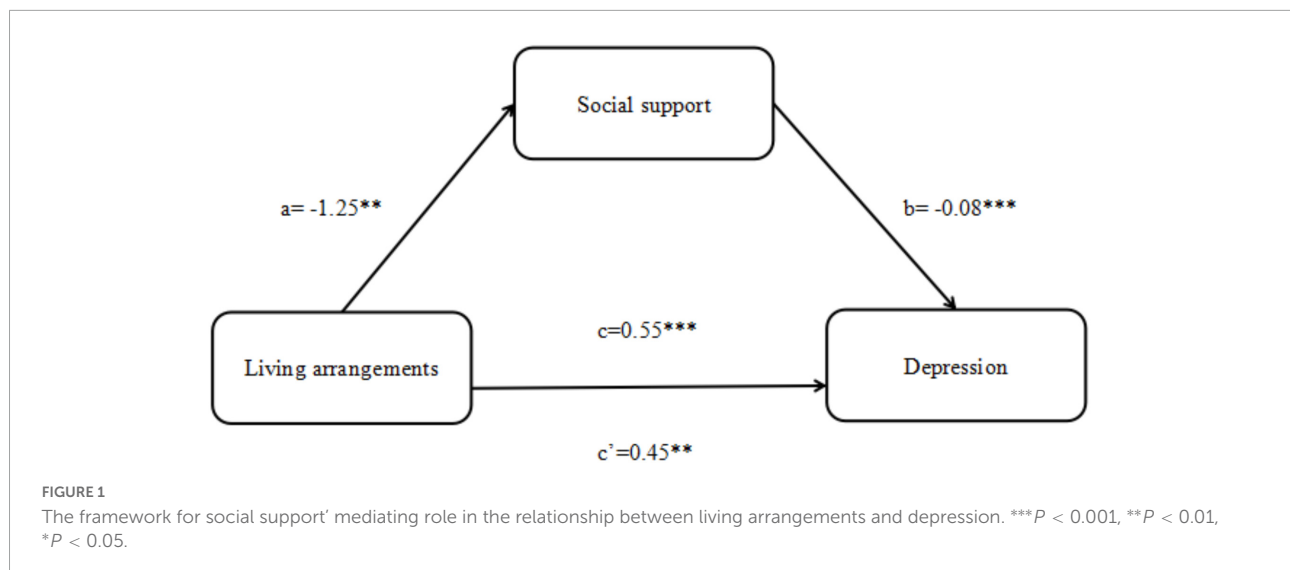 Social support
a= -1.25**
b= -0.08***
c=0.55***
Living arrangements
Depression
c’=0.45**
FIGURE 1
The framework for social support‘ mediating role in the relationship between living arrangements and depression. ***P < 0.001, **P < 0.01,
*P < 0.05.